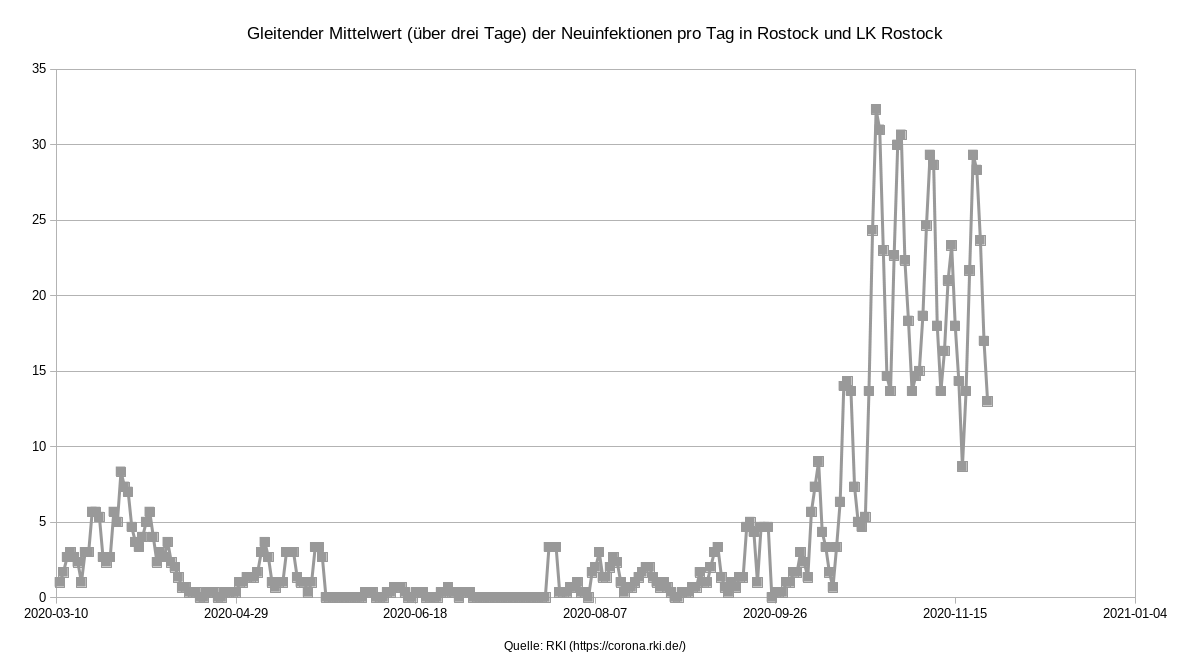 Gleitender Mittelwert (über drei Tage) der Neuinfektionen pro Tag in Rostock und LK Rostock
35
30
25
20
15
10
5
0
2020-03-10 2020-04-29 2020-06-18 2020-08-07 2020-09-26 2020-11-15 2021-01-04
Quelle: RKI (https://corona.rki.de/)